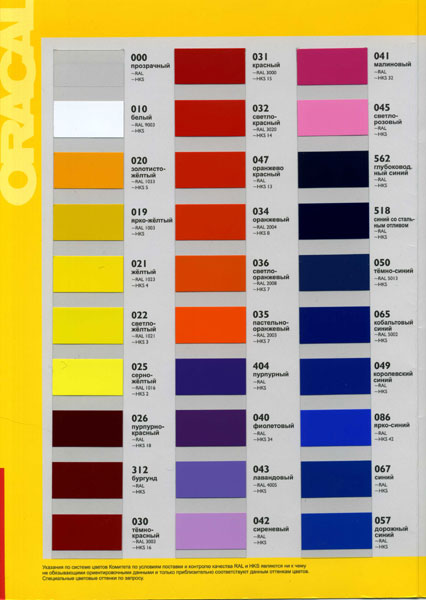 ORACAL
000
прозрачный
~RAL
~HKS
010
белый
~RAL 9003
~HKS
020
золотисто-
жёлтый
~RAL 1033
~HKS 5
019
ярко-жёлтый
~RAL 1003
~HKS
021
жёлтый
~RAL 1023
~HKS 4
022
светло-
жёлтый
~RAL 1021
~HKS 3
025
серно-
жёлтый
~RAL 1016
~HKS 2
026
пурпурно-
красный
~RAL
~HKS 18
312
бургунд
~RAL
~HKS
030
тёмно-
красный
~RAL 3002
~HKS 16
031
красный
~RAL 3000
~HKS 15
032
светло-
красный
~RAL 3020
~HKS 14
047
оранжево
красный
~RAL
~HKS 13
034
оранжевый
~RAL 2004
~HKS 8
036
светло-
оранжевый
~RAL 2008
~HKS 7
035
пастельно-
оранжевый
~RAL 2003
~HKS 7
404
пурпурный
~RAL
~HKS
040
фиолетовый
~RAL
~HKS 34
043
лавандовый
~RAL 4005
~HKS
042
сиреневый
~RAL
~HKS
041
малиновый
~RAL
~HKS 32
045
светло-
розовый
~RAL
~HKS
562
глубоковод.
ный синий
~RAL
~HKS
518
синий со сталь-
ным отливом
~RAL
~HKS
050
тёмно-синий
~RAL 5013
~HKS
065
кобальтовый
синий
~RAL 5002
~HKS
049
королевский
синий
~RAL
~HKS
086
ярко-синий
~RAL
~HKS 42
067
синий
~RAL
~HKS
057
дорожный
синий
~RAL
~HKS
Указания по системе цветов Комитета по условиям поставки и контролю качества RAL и HKS являются ни к чему
не обязывающими ориентировочными данными и только приблизительно соответствуют данным оттенкам цветов.
Специальные цветовые оттенки по запросу.